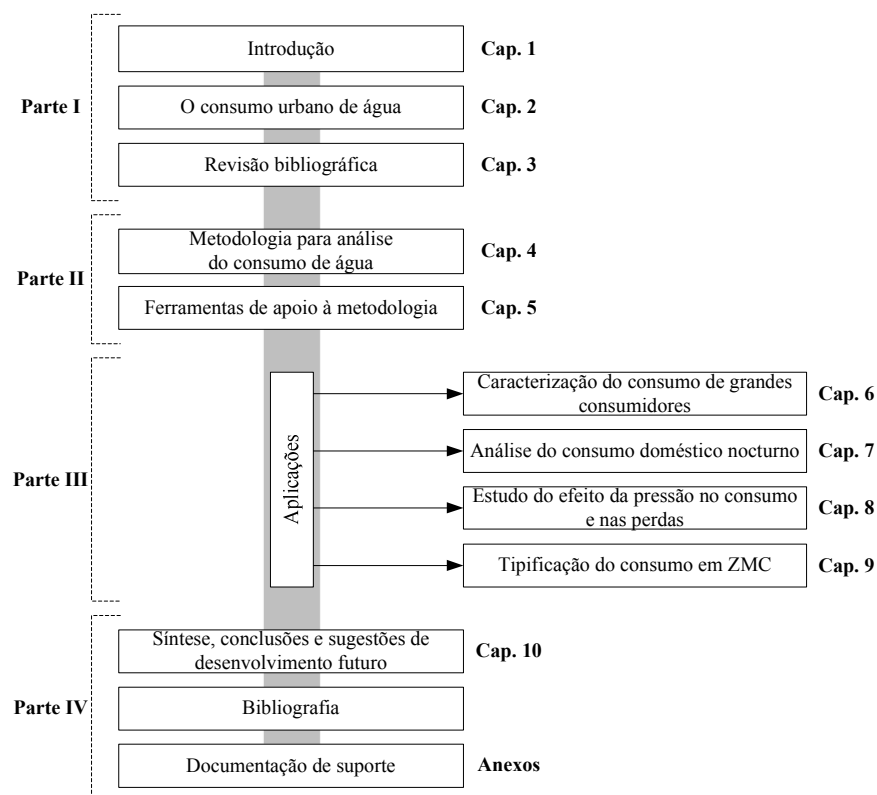 Parte I
Introdução
Cap. 1
O consumo urbano de água
Cap. 2
Revisão bibliográfica
Cap. 3
Parte II
Metodologia para análise
do consumo de água
Cap. 4
Ferramentas de apoio à metodologia
Cap. 5
Parte III
Aplicações
Caracterização do consumo de grandes
consumidores
Cap. 6
Análise do consumo doméstico nocturno
Cap. 7
Estudo do efeito da pressão no consumo
e nas perdas
Cap. 8
Tipificação do consumo em ZMC
Cap. 9
Parte IV
Síntese, conclusões e sugestões de
desenvolvimento futuro
Cap. 10
Bibliografia
Documentação de suporte
Anexos